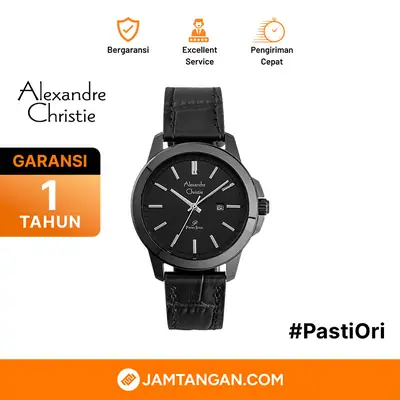 Bergaransi
Excellent
Service
Pengiriman
Cepat
Alexandre
Christie
GARANSI
1
TAHUN
Alexandre
Christie
#PastiOri
JAMTANGAN.COM